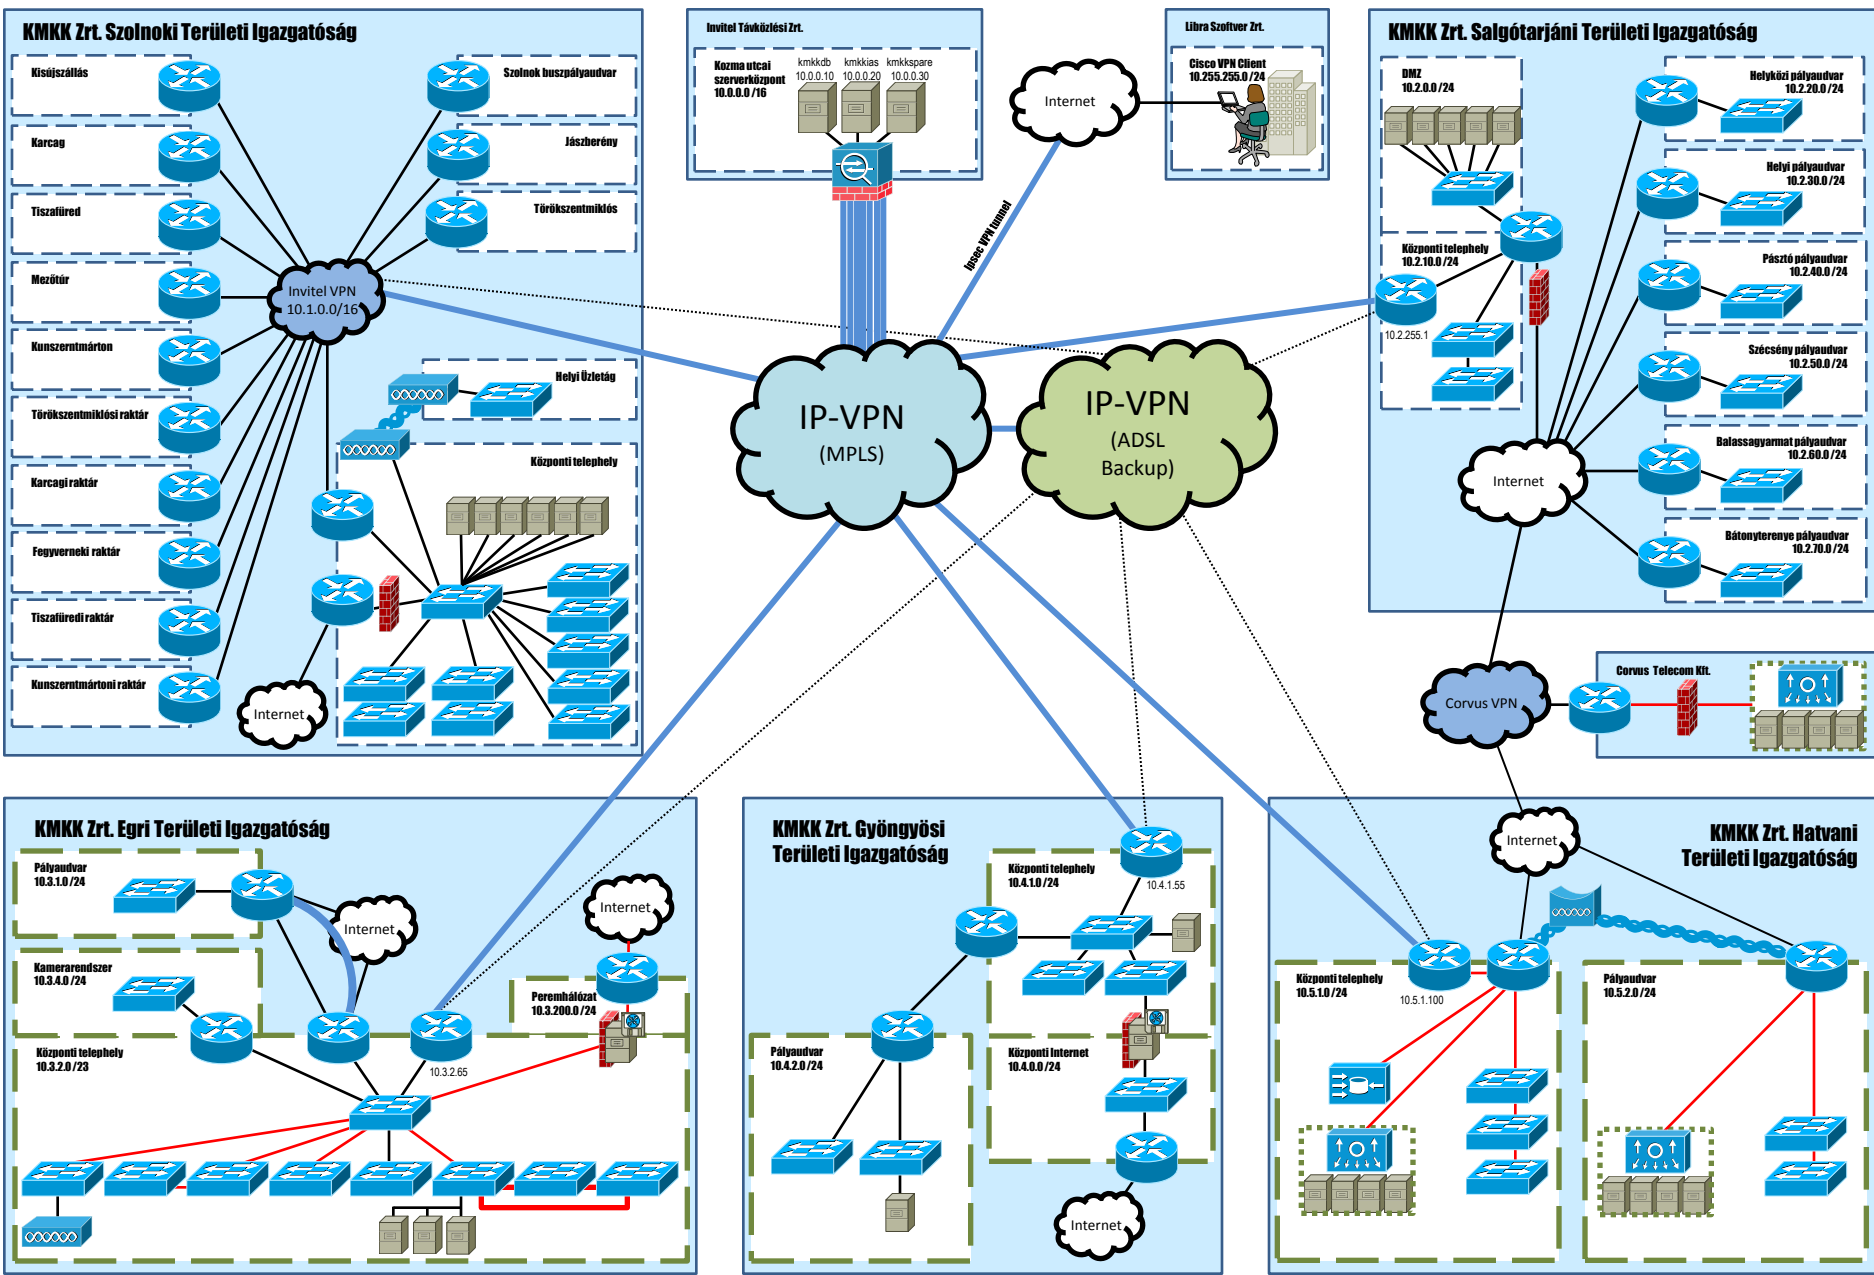 KMKK Zrt. Szolnoki Területi Igazgatóság
Kisújszállás
Karcag
Tiszafüred
Mezőtúr
Kunszerntmárton
Törökszentmiklósi raktár
Karcagi raktár
Fegyverneki raktár
Tiszafüredi raktár
Kunszerntmártoni raktár
Szolnok buszpályaudvar
Jászberény
Törökszentmiklós
Invitel VPN
10.1.0.0/16
Helyi Üzletág
Központi telephely
Internet
Invitel Távközlési Zrt.
Kozma utcai
szerverközpont
10.0.0.0 /16
kmkkdb
10.0.0.10
kmkkias
10.0.0.20
kmkkspare
10.0.0.30
Internet
Ipsec VPN tunnel
Libra Szoftver Zrt.
Cisco VPN Client
10.255.255.0 /24
IP-VPN
(MPLS)
IP-VPN
(ADSL
Backup)
KMKK Zrt. Salgótarjáni Területi Igazgatóság
DMZ
10.2.0.0 /24
Központi telephely
10.2.10.0 /24
10.2.255.1
Helyközi pályaudvar
10.2.20.0 /24
Helyi pályaudvar
10.2.30.0 /24
Pásztó pályaudvar
10.2.40.0 /24
Szécsény pályaudvar
10.2.50.0 /24
Balassagyarmat pályaudvar
10.2.60.0 /24
Bátonyterenye pályaudvar
10.2.70.0 /24
Internet
Corvus VPN
Corvus Telecom Kft.
KMKK Zrt. Egri Területi Igazgatóság
Pályaudvar
10.3.1.0 /24
Kamerarendszer
10.3.4.0 /24
Internet
Internet
Peremhálózat
10.3.200.0 /24
Központi telephely
10.3.2.0 /23
10.3.2.65
KMKK Zrt. Gyöngyösi
Területi Igazgatóság
Központi telephely
10.4.1.0 /24
10.4.1.55
Pályaudvar
10.4.2.0 /24
Központi Internet
10.4.0.0 /24
Internet
KMKK Zrt. Hatvani
Területi Igazgatóság
Internet
Központi telephely
10.5.1.0 /24
10.5.1.100
Pályaudvar
10.5.2.0 /24